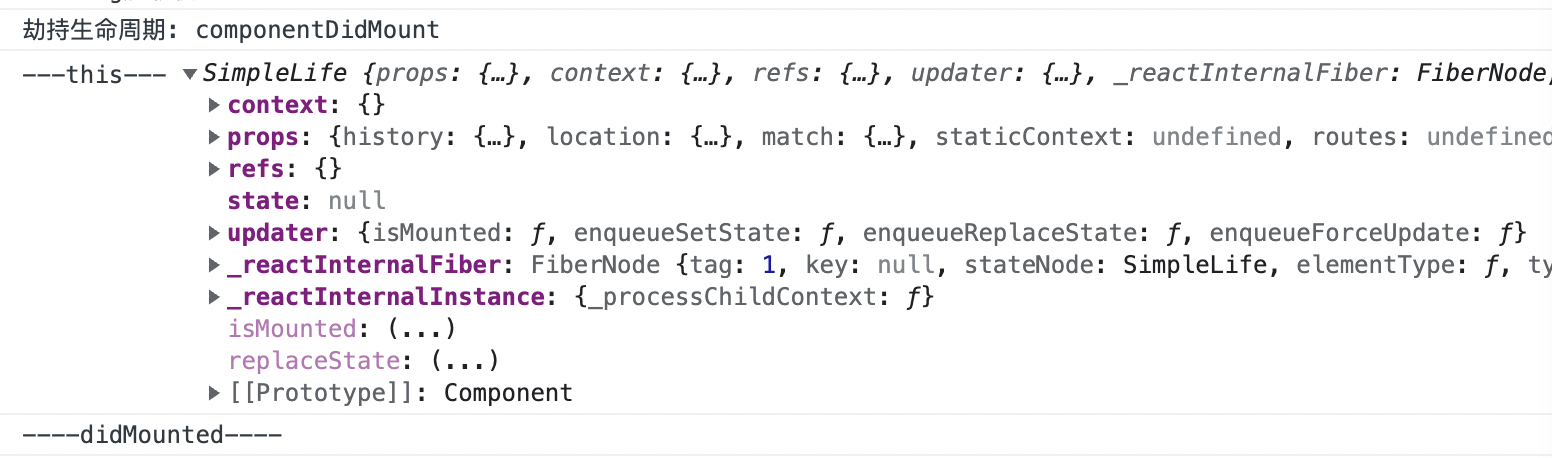 劫持生命周期: componentDidMount
---this--- ▼SimpleLife {props: {…}, context: {…}, refs: {…}, updater: {…}, _reactInternalFiber: FiberNode,
▶context: {}
▶props: {history: {…}, location: {…}, match: {…}, staticContext: undefined, routes: undefined
▶refs: {}
state: null
▶updater: {isMounted: ƒ, enqueueSetState: ƒ, enqueueReplaceState: ƒ, enqueueForceUpdate: ƒ}
▶_reactInternalFiber: FiberNode {tag: 1, key: null, stateNode: SimpleLife, elementType: ƒ, ty
▶_reactInternalInstance: {_processChildContext: ƒ}
isMounted: (...)
replaceState: (...)
▶[[Prototype]]: Component
----didMounted----